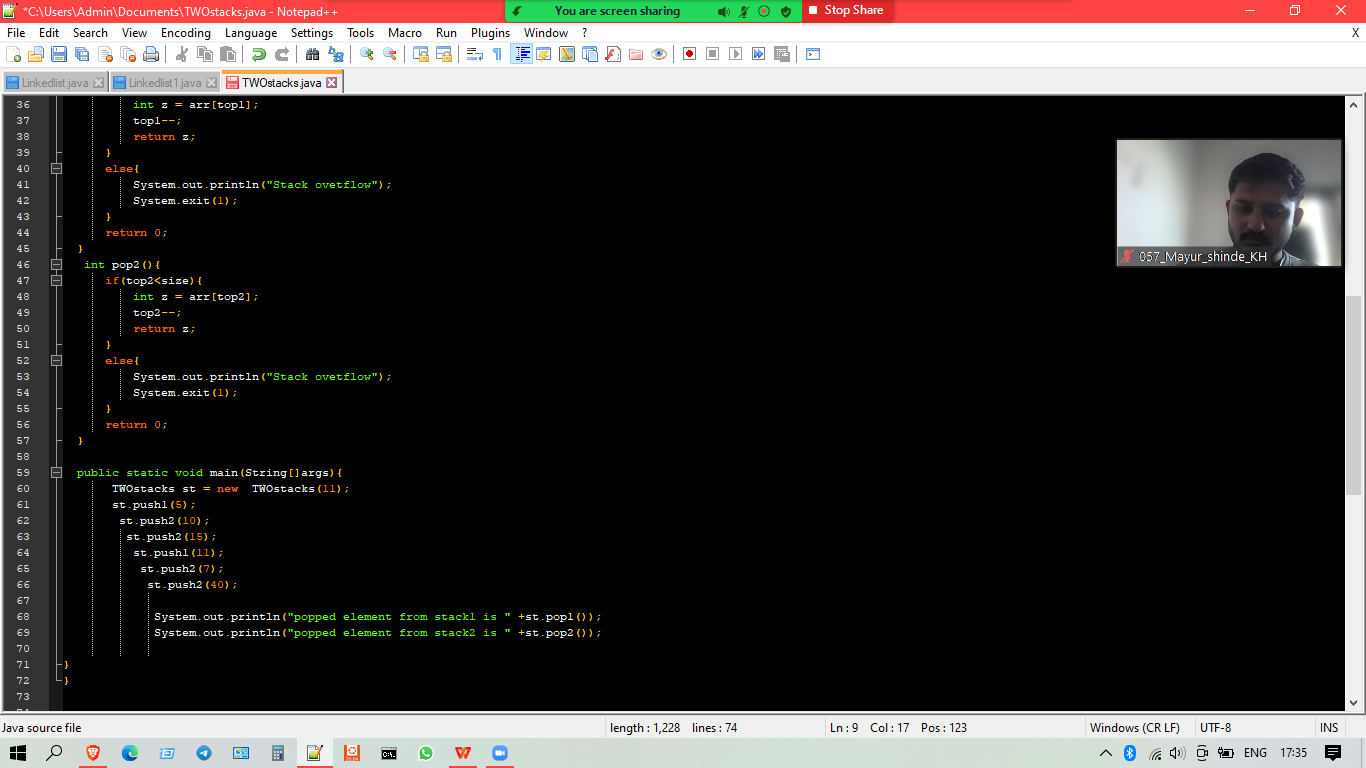 *C:\Users\Admin\Documents\TWOstacks.java - Notepad++
You are screen sharing
Stop Share
File Edit Search View Encoding Language Settings Tools Macro Run Plugins Window ? X
Linkedlist.java Linkedlist1.java TWOstacks.java
36 int z = arr[top1];
37 top1--;
38 return z;
39 }
40 else{
41 System.out.println("Stack ovetflow");
42 System.exit(1);
43 }
44 return 0;
45 }
46 int pop2(){
47 if(top2<size){
48 int z = arr[top2];
49 top2--;
50 return z;
51 }
52 else{
53 System.out.println("Stack ovetflow");
54 System.exit(1);
55 }
56 return 0;
57 }
58
59 public static void main(String[]args){
60 TWOstacks st = new  TWOstacks(11);
61 st.push1(5);
62 st.push2(10);
63 st.push2(15);
64 st.push1(11);
65 st.push2(7);
66 st.push2(40);
67
68 System.out.println("popped element from stack1 is " +st.pop1());
69 System.out.println("popped element from stack2 is " +st.pop2());
70
71 }
72 }
73
057_Mayur_shinde_KH
Java source file length : 1,228 lines : 74 Ln : 9 Col : 17 Pos : 123 Windows (CR LF) UTF-8 INS
ENG 17:35